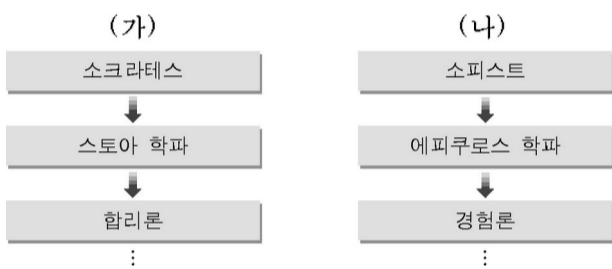 (가)
소크라테스
스토아 학파
합리론
⋮
(나)
소피스트
에피쿠로스 학파
경험론
⋮